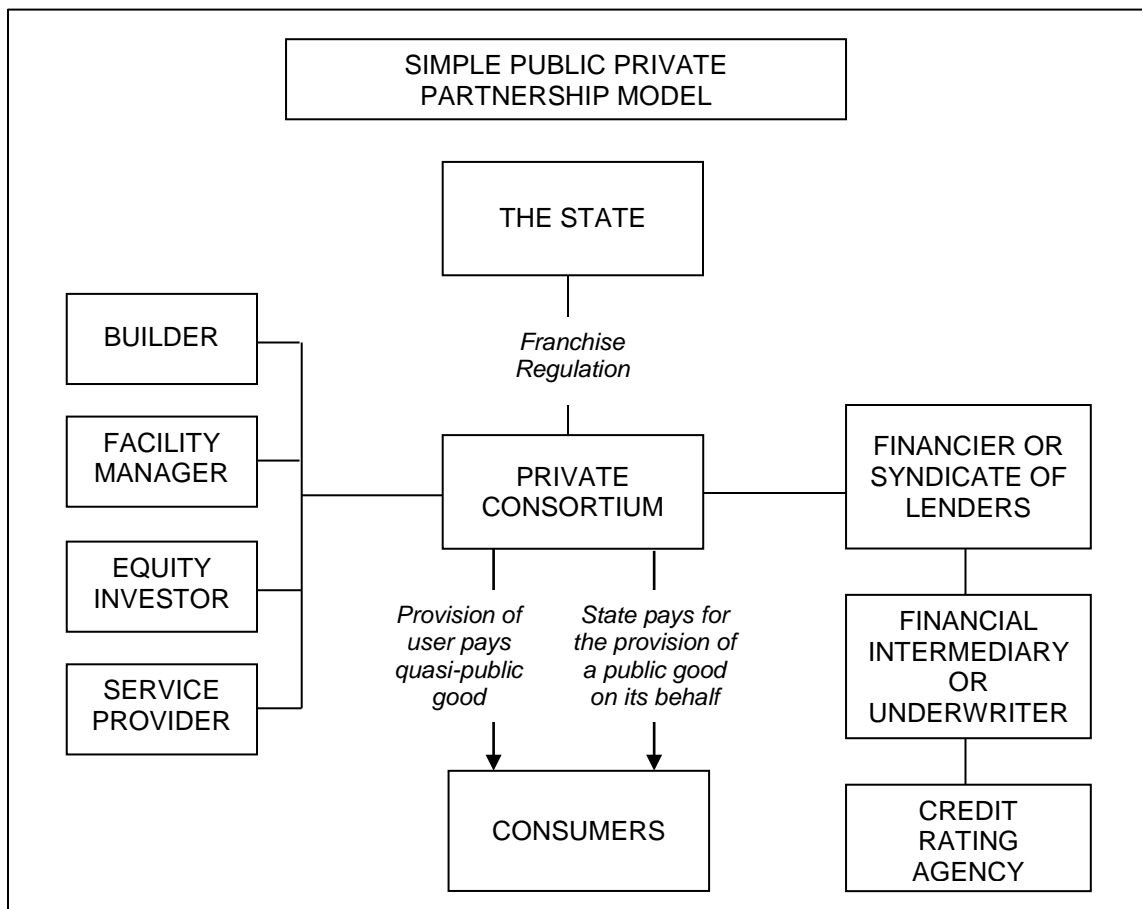 SIMPLE PUBLIC PRIVATE
PARTNERSHIP MODEL
THE STATE
Franchise
Regulation
BUILDER
FACILITY
MANAGER
EQUITY
INVESTOR
SERVICE
PROVIDER
PRIVATE
CONSORTIUM
FINANCIER OR
SYNDICATE OF
LENDERS
Provision of
user pays
quasi-public
good
State pays for
the provision of
a public good
on its behalf
FINANCIAL
INTERMEDIARY
OR
UNDERWRITER
CONSUMERS
CREDIT
RATING
AGENCY